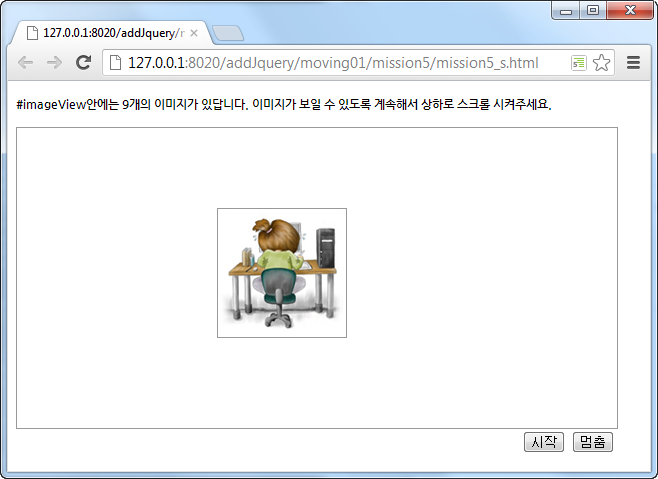 127.0.0.1:8020/addJquery/r
127.0.0.1:8020/addJquery/moving01/mission5/mission5_s.html
#imageView안에는 9개의 이미지가 있답니다. 이미지가 보일 수 있도록 계속해서 상하로 스크롤 시켜주세요.
시작 멈춤